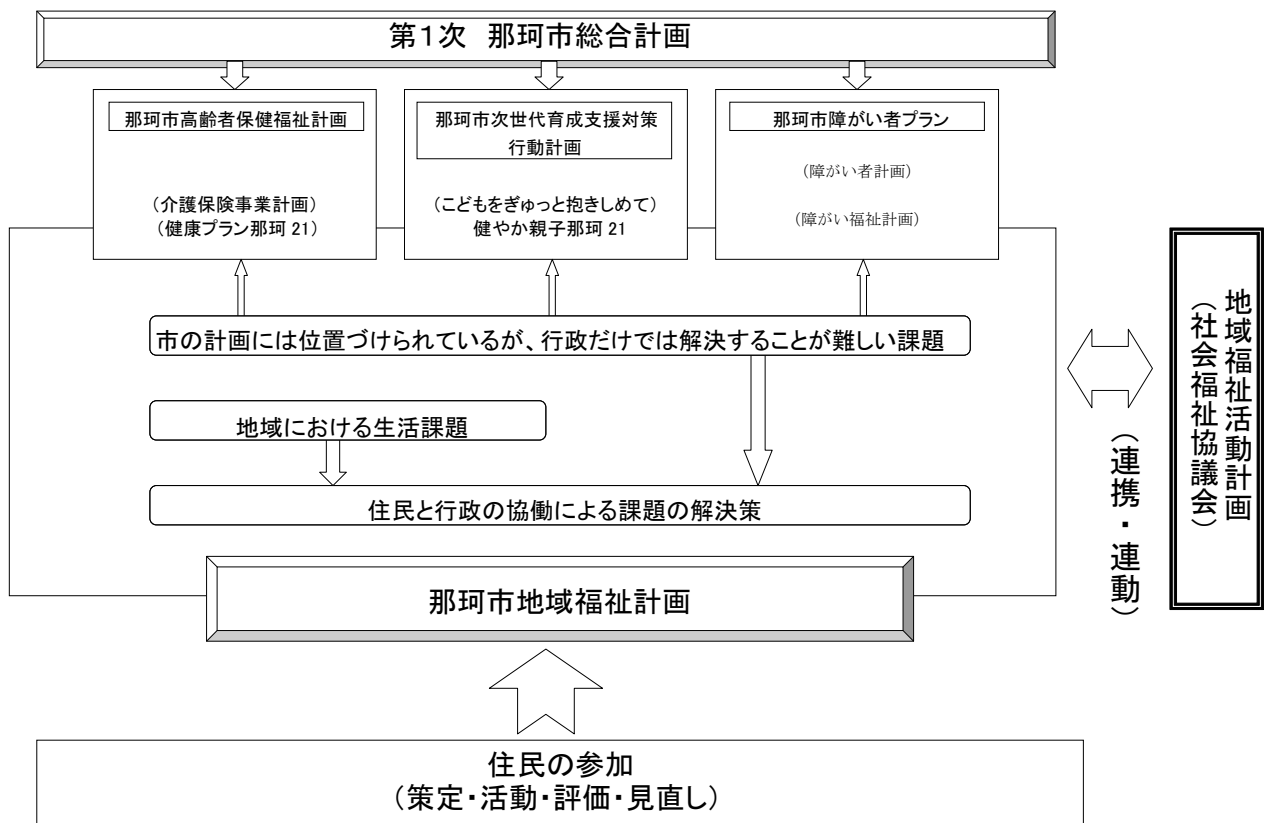 第１次 那珂市総合計画
那珂市高齢者保健福祉計画
（介護保険事業計画）
（健康プラン那珂21）
那珂市次世代育成支援対策
行動計画
（こどもをぎゅっと抱きしめて）
健やか親子那珂21
那珂市障がい者プラン
（障がい者計画）
（障がい福祉計画）
市の計画には位置づけられているが、行政だけでは解決することが難しい課題
地域における生活課題
住民と行政の協働による課題の解決策
那珂市地域福祉計画
（連携・連動）
地域福祉活動計画
（社会福祉協議会）
住民の参加
（策定・活動・評価・見直し）